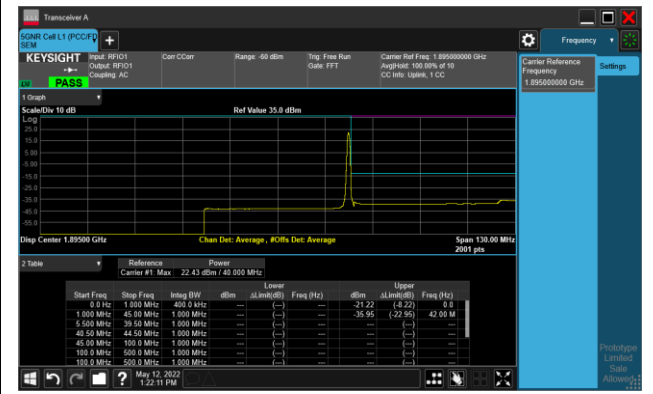 Transceiver A
5GNR Cell L1 (PCC/FD
SEM
+
Frequency
KEYSIGHT Input: RFIO1 Corr CCorr Range: -60 dBm Trig: Free Run Carrier Ref Freq: 1.895000000 GHz
Output: RFIO1 Gate: FFT Avg|Hold: 100.00% of 10
Coupling: AC CC Info: Uplink, 1 CC
PASS
Carrier Reference
Frequency
1.895000000 GHz
Settings
1 Graph
Scale/Div 10 dB Ref Value 35.0 dBm
Log
25.0
15.0
5.00
-5.00
-15.0
-25.0
-35.0
-45.0
-55.0
Disp Center 1.89500 GHz Chan Det: Average , #Offs Det: Average Span 130.00 MHz
2001 pts
2 Table
Reference Power
Carrier #1: Max 22.43 dBm / 40.000 MHz
Lower Upper
Start Freq Stop Freq Integ BW dBm ΔLimit(dB) Freq (Hz) dBm ΔLimit(dB) Freq (Hz)
0.0 Hz 1.000 MHz 400.0 kHz --- (---) --- -21.22 (-8.22) 0.0
1.000 MHz 45.00 MHz 1.000 MHz --- (---) --- -35.95 (-22.95) 42.00 M
5.500 MHz 39.50 MHz 1.000 MHz --- (---) --- --- (---) ---
40.50 MHz 44.50 MHz 1.000 MHz --- (---) --- --- (---) ---
45.00 MHz 100.0 MHz 1.000 MHz --- (---) --- --- (---) ---
100.0 MHz 500.0 MHz 1.000 MHz --- (---) --- --- (---) ---
100.0 MHz 500.0 MHz 1.000 MHz --- (---) --- --- (---) ---
Prototype
Limited
Sale
Allowed
? May 12, 2022
1:22:11 PM